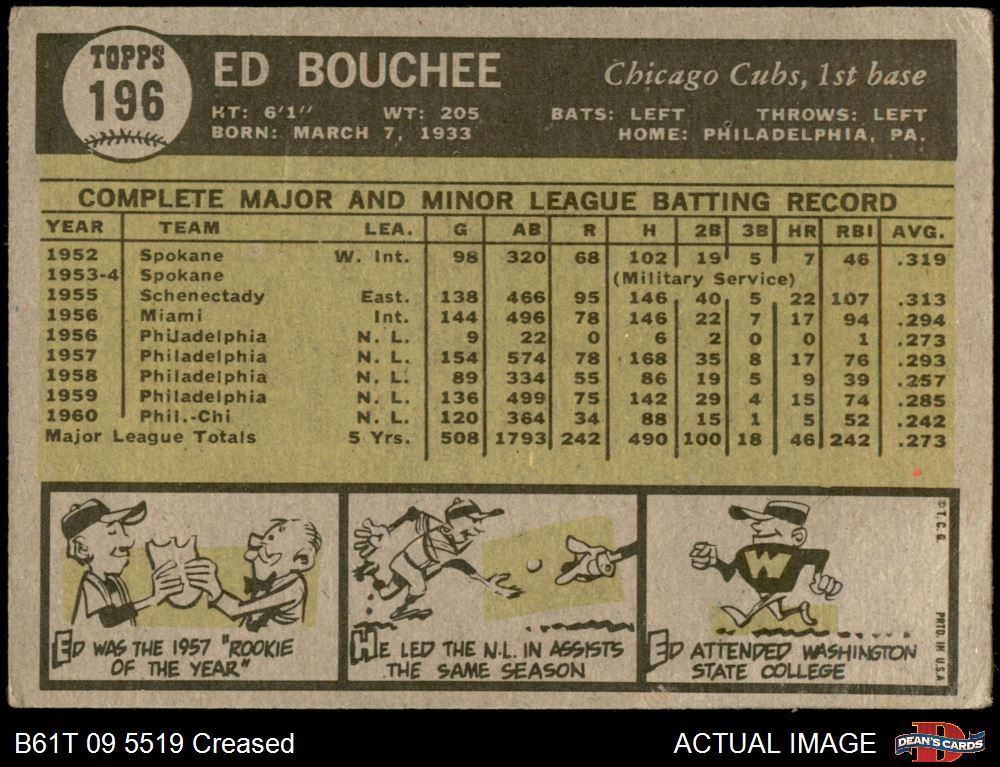 TOPPS
196
ED BOUCHEE
Chicago Cubs, 1st base
HT: 6'1" WT: 205 BATS: LEFT THROWS: LEFT
BORN: MARCH 7, 1933 HOME: PHILADELPHIA, PA.
COMPLETE MAJOR AND MINOR LEAGUE BATTING RECORD
YEAR TEAM LEA. G AB R H 2B 3B HR RBI AVG.
1952 Spokane W. Int. 98 320 68 102 19 5 7 46 .319
1953-4 Spokane (Military Service)
1955 Schenectady East. 138 466 95 146 40 5 22 107 .313
1956 Miami Int. 144 496 78 146 22 7 17 94 .294
1956 Philadelphia N. L. 9 22 0 6 2 0 0 1 .273
1957 Philadelphia N. L. 154 574 78 168 35 8 17 76 .293
1958 Philadelphia N. L. 89 334 55 86 19 5 9 39 .257
1959 Philadelphia N. L. 136 499 75 142 29 4 15 74 .285
1960 Phil.-Chi N. L. 120 364 34 88 15 1 5 52 .242
Major League Totals 5 Yrs. 508 1793 242 490 100 18 46 242 .273
ED WAS THE 1957 "ROOKIE
OF THE YEAR"
HE LED THE N.L. IN ASSISTS
THE SAME SEASON
W
ED ATTENDED WASHINGTON
STATE COLLEGE
© T. C. G.
PRTD. IN U.S.A.
B61T 09 5519 Creased
ACTUAL IMAGE
D
DEAN'S CARDS